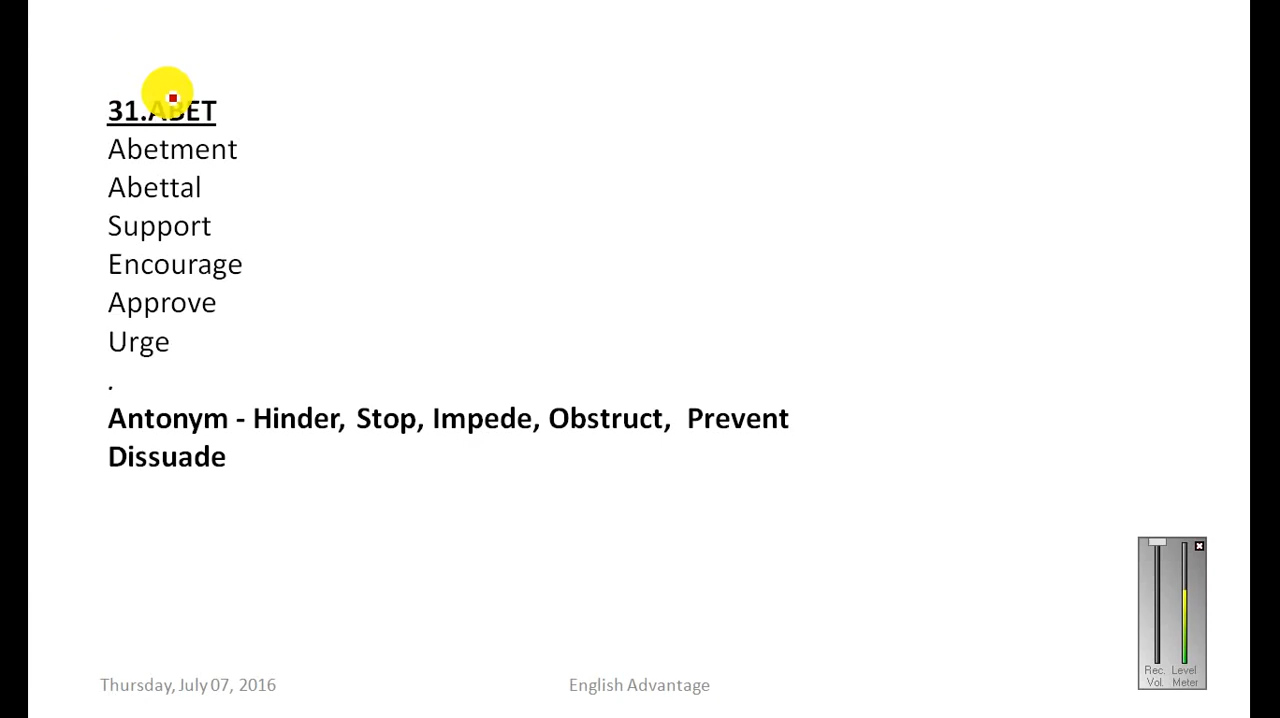 31.ABET
Abetment
Abettal
Support
Encourage
Approve
Urge
.
Antonym - Hinder, Stop, Impede, Obstruct, Prevent
Dissuade
Rec. Level
Vol. Meter
Thursday, July 07, 2016
English Advantage